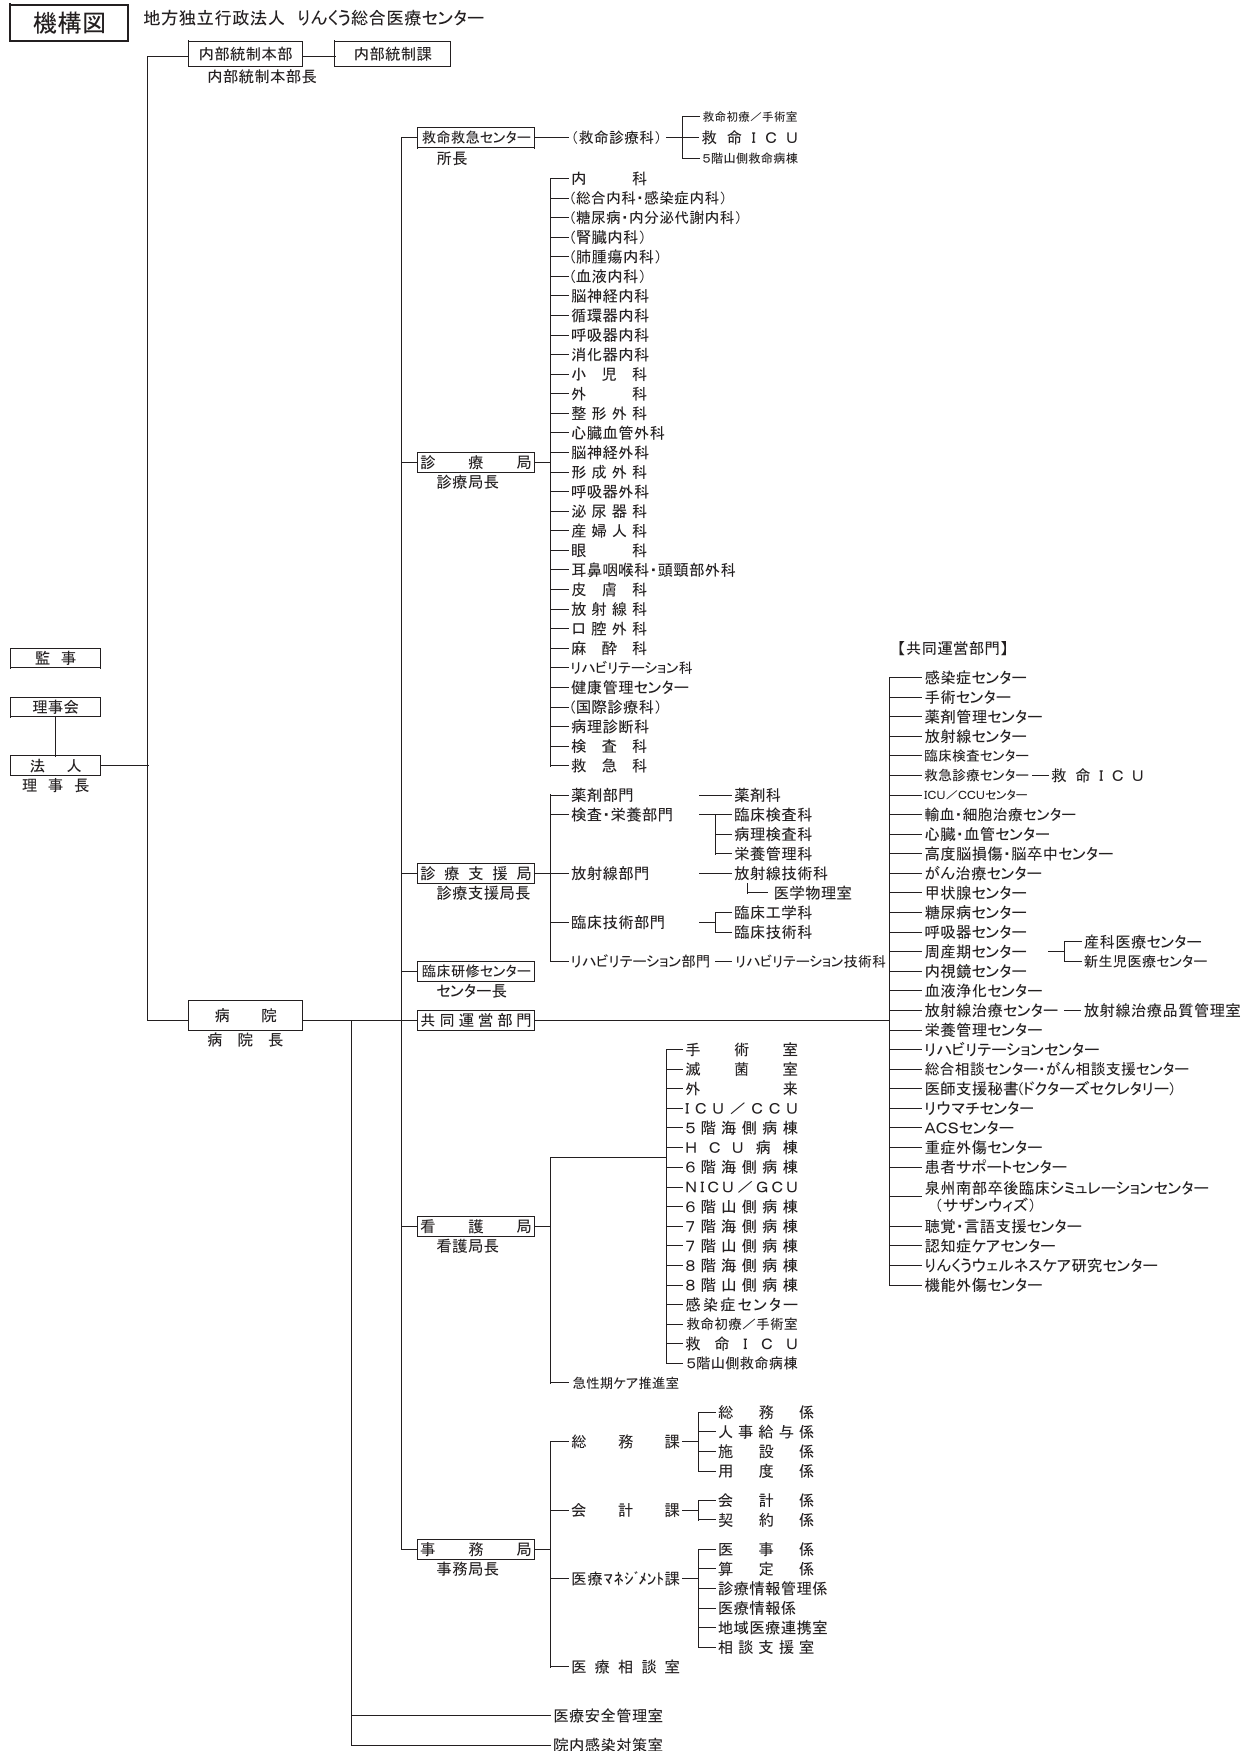 機構図
地方独立行政法人　りんくう総合医療センター
内部統制本部
内部統制本部長
内部統制課
救命救急センター
所長
（救命診療科）
救命初療／手術室
救命ＩＣＵ
5階山側救命病棟
診療局
診療局長
内科
（総合内科・感染症内科）
（糖尿病・内分泌代謝内科）
（腎臓内科）
（肺腫瘍内科）
（血液内科）
脳神経内科
循環器内科
呼吸器内科
消化器内科
小児科
外科
整形外科
心臓血管外科
脳神経外科
形成外科
呼吸器外科
泌尿器科
産婦人科
眼科
耳鼻咽喉科・頭頸部外科
皮膚科
放射線科
口腔外科
麻酔科
リハビリテーション科
健康管理センター
（国際診療科）
病理診断科
検査科
救急科
監事
理事会
法人
理事長
診療支援局
診療支援局長
薬剤部門
薬剤科
検査・栄養部門
臨床検査科
病理検査科
栄養管理科
放射線部門
放射線技術科
医学物理室
臨床技術部門
臨床工学科
臨床技術科
リハビリテーション部門
リハビリテーション技術科
臨床研修センター
センター長
病院
病院長
共同運営部門
【共同運営部門】
感染症センター
手術センター
薬剤管理センター
放射線センター
臨床検査センター
救急診療センター
救命ＩＣＵ
ICU／CCUセンター
輸血・細胞治療センター
心臓・血管センター
高度脳損傷・脳卒中センター
がん治療センター
甲状腺センター
糖尿病センター
呼吸器センター
周産期センター
産科医療センター
新生児医療センター
内視鏡センター
血液浄化センター
放射線治療センター
放射線治療品質管理室
栄養管理センター
リハビリテーションセンター
総合相談センター・がん相談支援センター
医師支援秘書（ドクターズセクレタリー）
リウマチセンター
ACSセンター
重症外傷センター
患者サポートセンター
泉州南部卒後臨床シミュレーションセンター
（サザンウィズ）
聴覚・言語支援センター
認知症ケアセンター
りんくうウェルネスケア研究センター
機能外傷センター
看護局
看護局長
手術室
滅菌室
外来
ＩＣＵ／ＣＣＵ
5階海側病棟
ＨＣＵ病棟
6階海側病棟
ＮＩＣＵ／ＧＣＵ
6階山側病棟
7階海側病棟
7階山側病棟
8階海側病棟
8階山側病棟
感染症センター
救命初療／手術室
救命ＩＣＵ
5階山側救命病棟
急性期ケア推進室
事務局
事務局長
総務課
総務係
人事給与係
施設係
用度係
会計課
会計係
契約係
医療マネジメント課
医事係
算定係
診療情報管理係
医療情報係
地域医療連携室
相談支援室
医療相談室
医療安全管理室
院内感染対策室